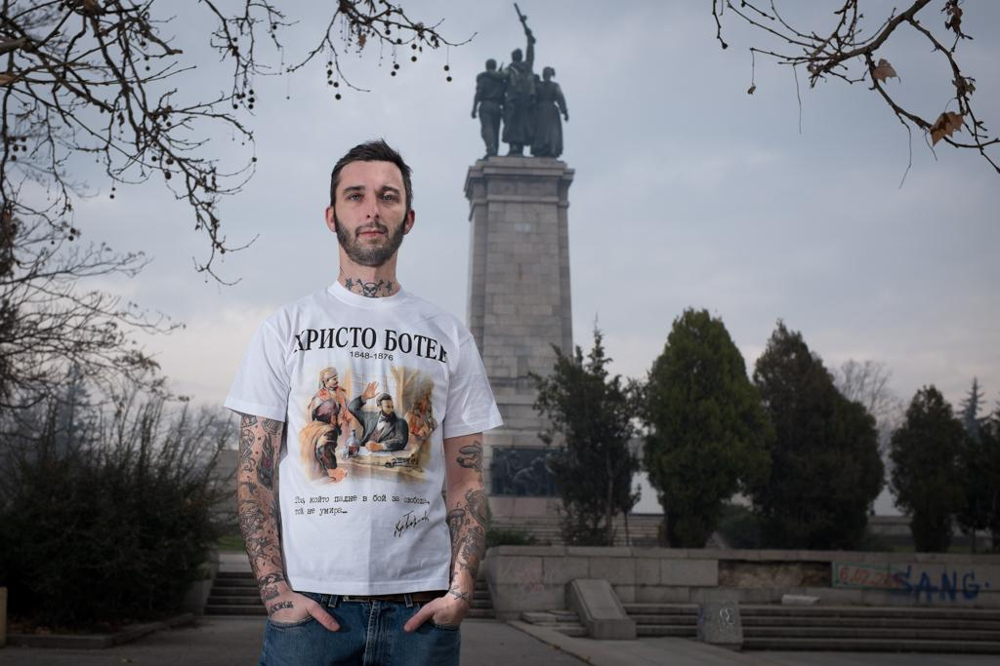 ХРИСТО БОТЕВ
1848-1876
Тоз, който падне в бой за свобода,
той не умира…
SANG.